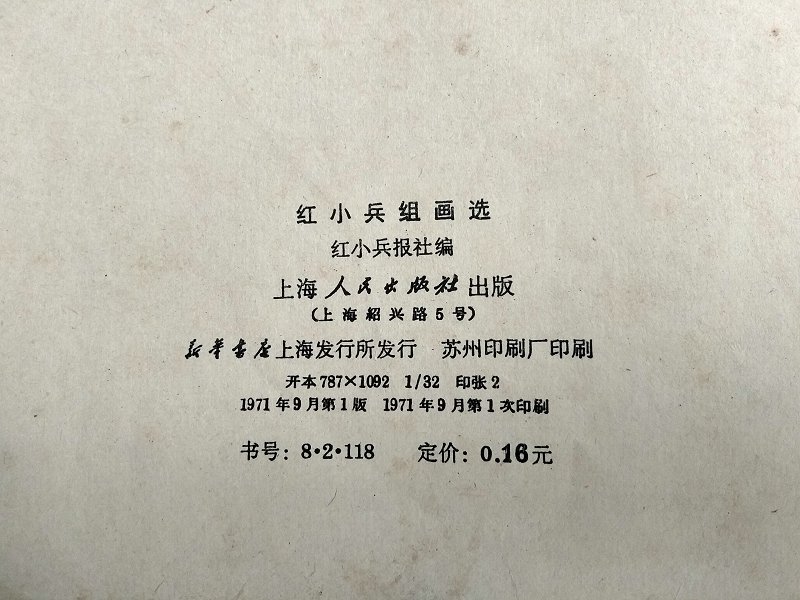 红小兵组画选
红小兵报社编
上海人民出版社出版
(上海绍兴路5号)
新华书店上海发行所发行 苏州印刷厂印刷
开本787×1092 1/32 印张2
1971年9月第1版 1971年9月第1次印刷
书号：8·2·118 定价：0.16元